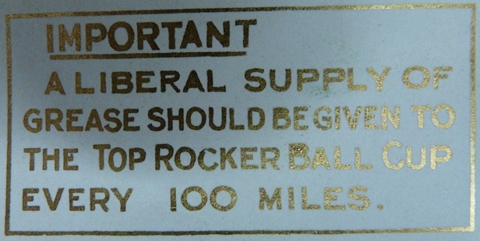 IMPORTANT
A LIBERAL SUPPLY OF
GREASE SHOULD BE GIVEN TO
THE TOP ROCKER BALL CUP
EVERY 100 MILES.